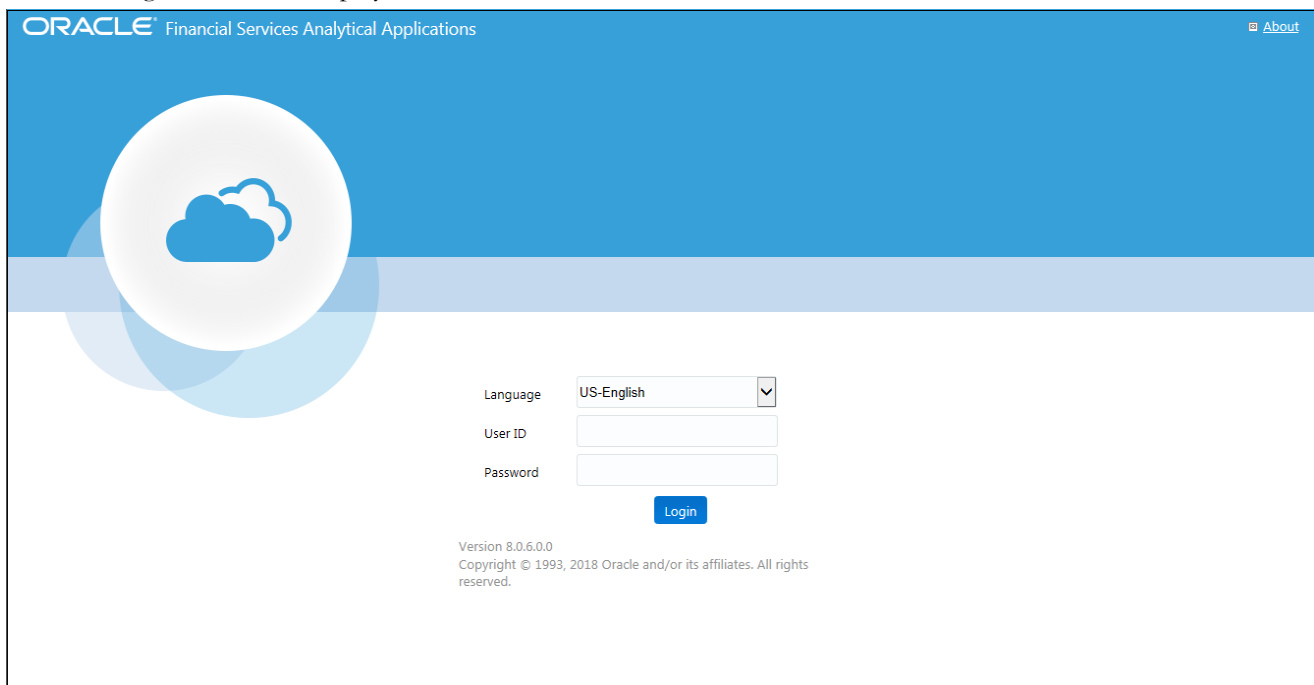 ORACLE® Financial Services Analytical Applications
About
Language US-English
User ID
Password
Login
Version 8.0.6.0.0
Copyright © 1993, 2018 Oracle and/or its affiliates. All rights
reserved.